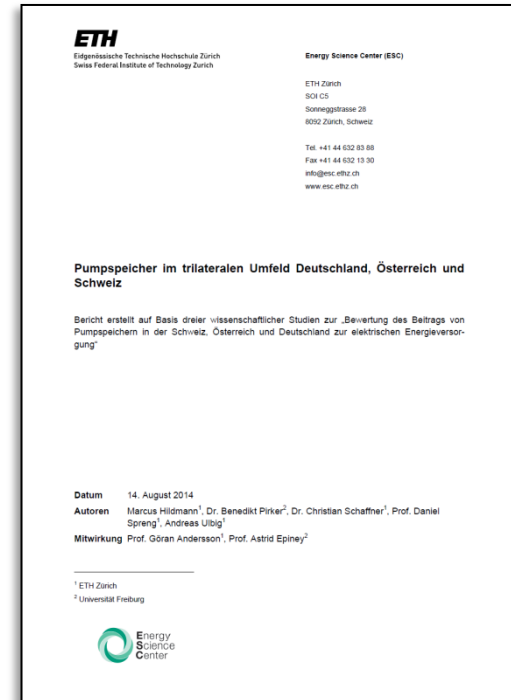 ETH
Eidgenössische Technische Hochschule Zürich
Swiss Federal Institute of Technology Zurich
Energy Science Center (ESC)
ETH Zürich
SOI C5
Sonneggstrasse 28
8092 Zürich, Schweiz
Tel. +41 44 632 83 88
Fax +41 44 632 13 30
info@esc.ethz.ch
www.esc.ethz.ch
Pumpspeicher im trilateralen Umfeld Deutschland, Österreich und
Schweiz
Bericht erstellt auf Basis dreier wissenschaftlicher Studien zur „Bewertung des Beitrags von
Pumpspeichern in der Schweiz, Österreich und Deutschland zur elektrischen Energieversor-
gung“
Datum 14. August 2014
Autoren Marcus Hildmann¹, Dr. Benedikt Pirker², Dr. Christian Schaffner¹, Prof. Daniel
Spreng¹, Andreas Ulbig¹
Mitwirkung Prof. Göran Andersson¹, Prof. Astrid Epiney²
¹ ETH Zürich
² Universität Freiburg
Energy
Science
Center